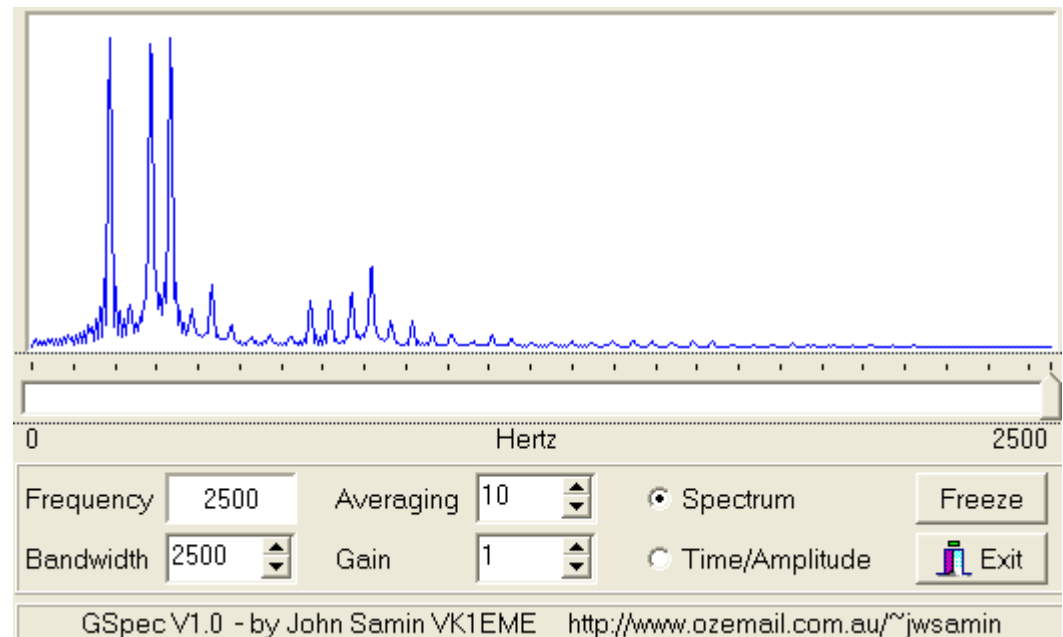 0 Hertz 2500
Frequency 2500 Averaging 10 Spectrum Freeze
Bandwidth 2500 Gain 1 Time/Amplitude Exit
GSpec V1.0 - by John Samin VK1EME http://www.ozemail.com.au/~jwsamin